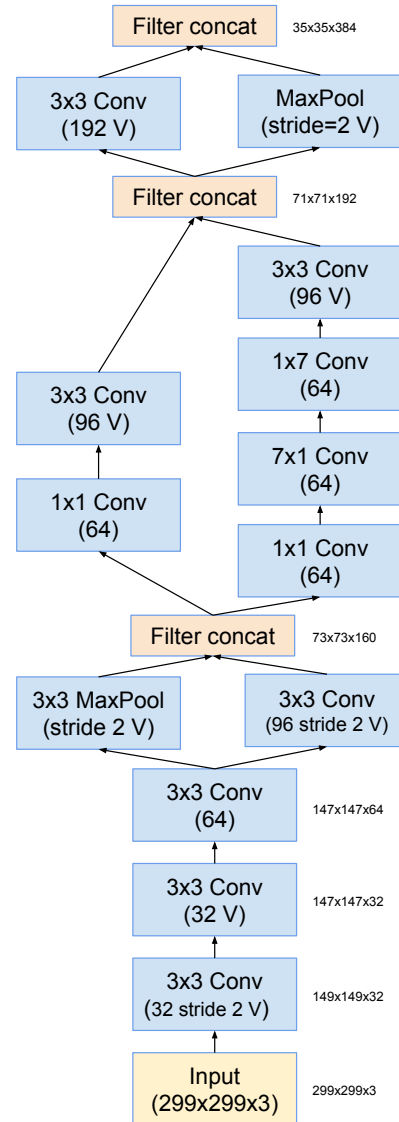 Filter concat
35x35x384
3x3 Conv
(192 V)
MaxPool
(stride=2 V)
Filter concat
71x71x192
3x3 Conv
(96 V)
1x7 Conv
(64)
3x3 Conv
(96 V)
7x1 Conv
(64)
1x1 Conv
(64)
1x1 Conv
(64)
Filter concat
73x73x160
3x3 MaxPool
(stride 2 V)
3x3 Conv
(96 stride 2 V)
3x3 Conv
(64)
147x147x64
3x3 Conv
(32 V)
147x147x32
3x3 Conv
(32 stride 2 V)
149x149x32
Input
(299x299x3)
299x299x3